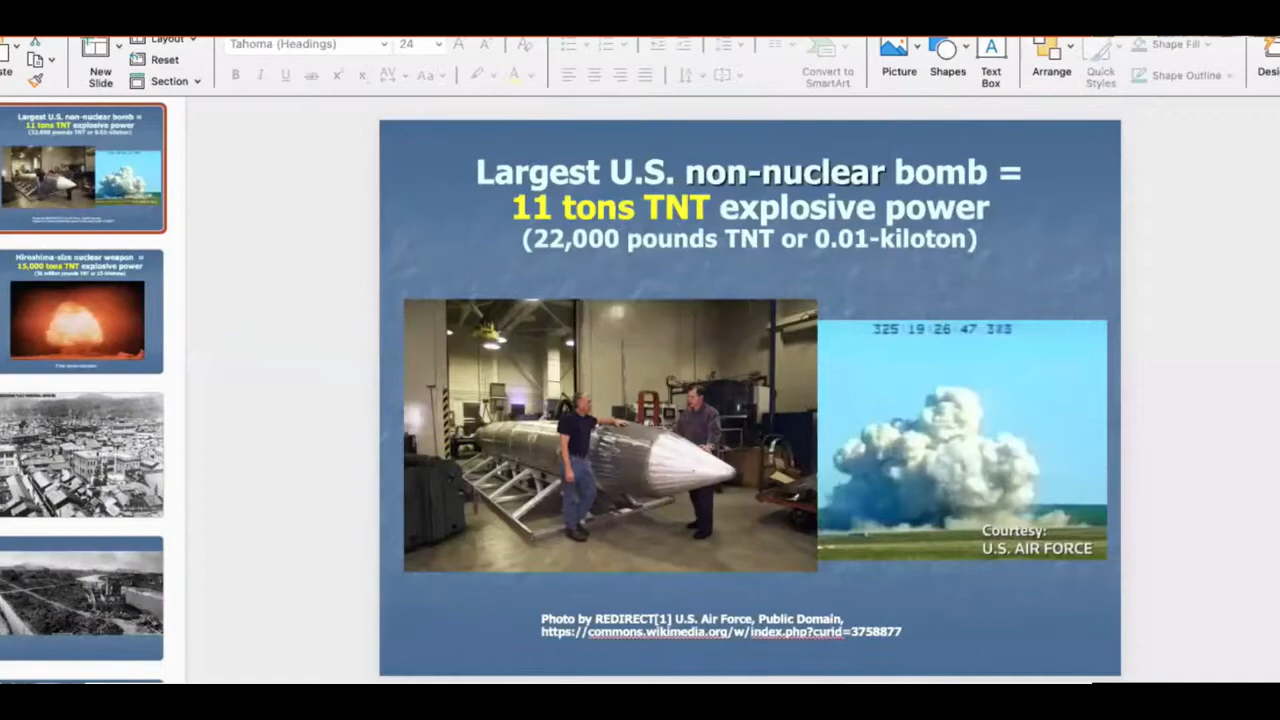 Layout
Tahoma (Headings)
24
Reset
New
Slide
Section
B I U ab x x AV Aa
A
Convert to
SmartArt
Picture
Shapes
A
Text
Box
Arrange
Quick
Styles
Shape Fill
Shape Outline
Largest U.S. non-nuclear bomb =
11 tons TNT explosive power
(22,000 pounds TNT or 0.01-kiloton)
Hiroshima-size nuclear weapon =
15,000 tons TNT explosive power
(30 million pounds TNT or 15-kilotons)
Largest U.S. non-nuclear bomb =
11 tons TNT explosive power
(22,000 pounds TNT or 0.01-kiloton)
325 19 26 47
Courtesy:
U.S. AIR FORCE
Photo by REDIRECT[1] U.S. Air Force, Public Domain,
https://commons.wikimedia.org/w/index.php?curid=3758877